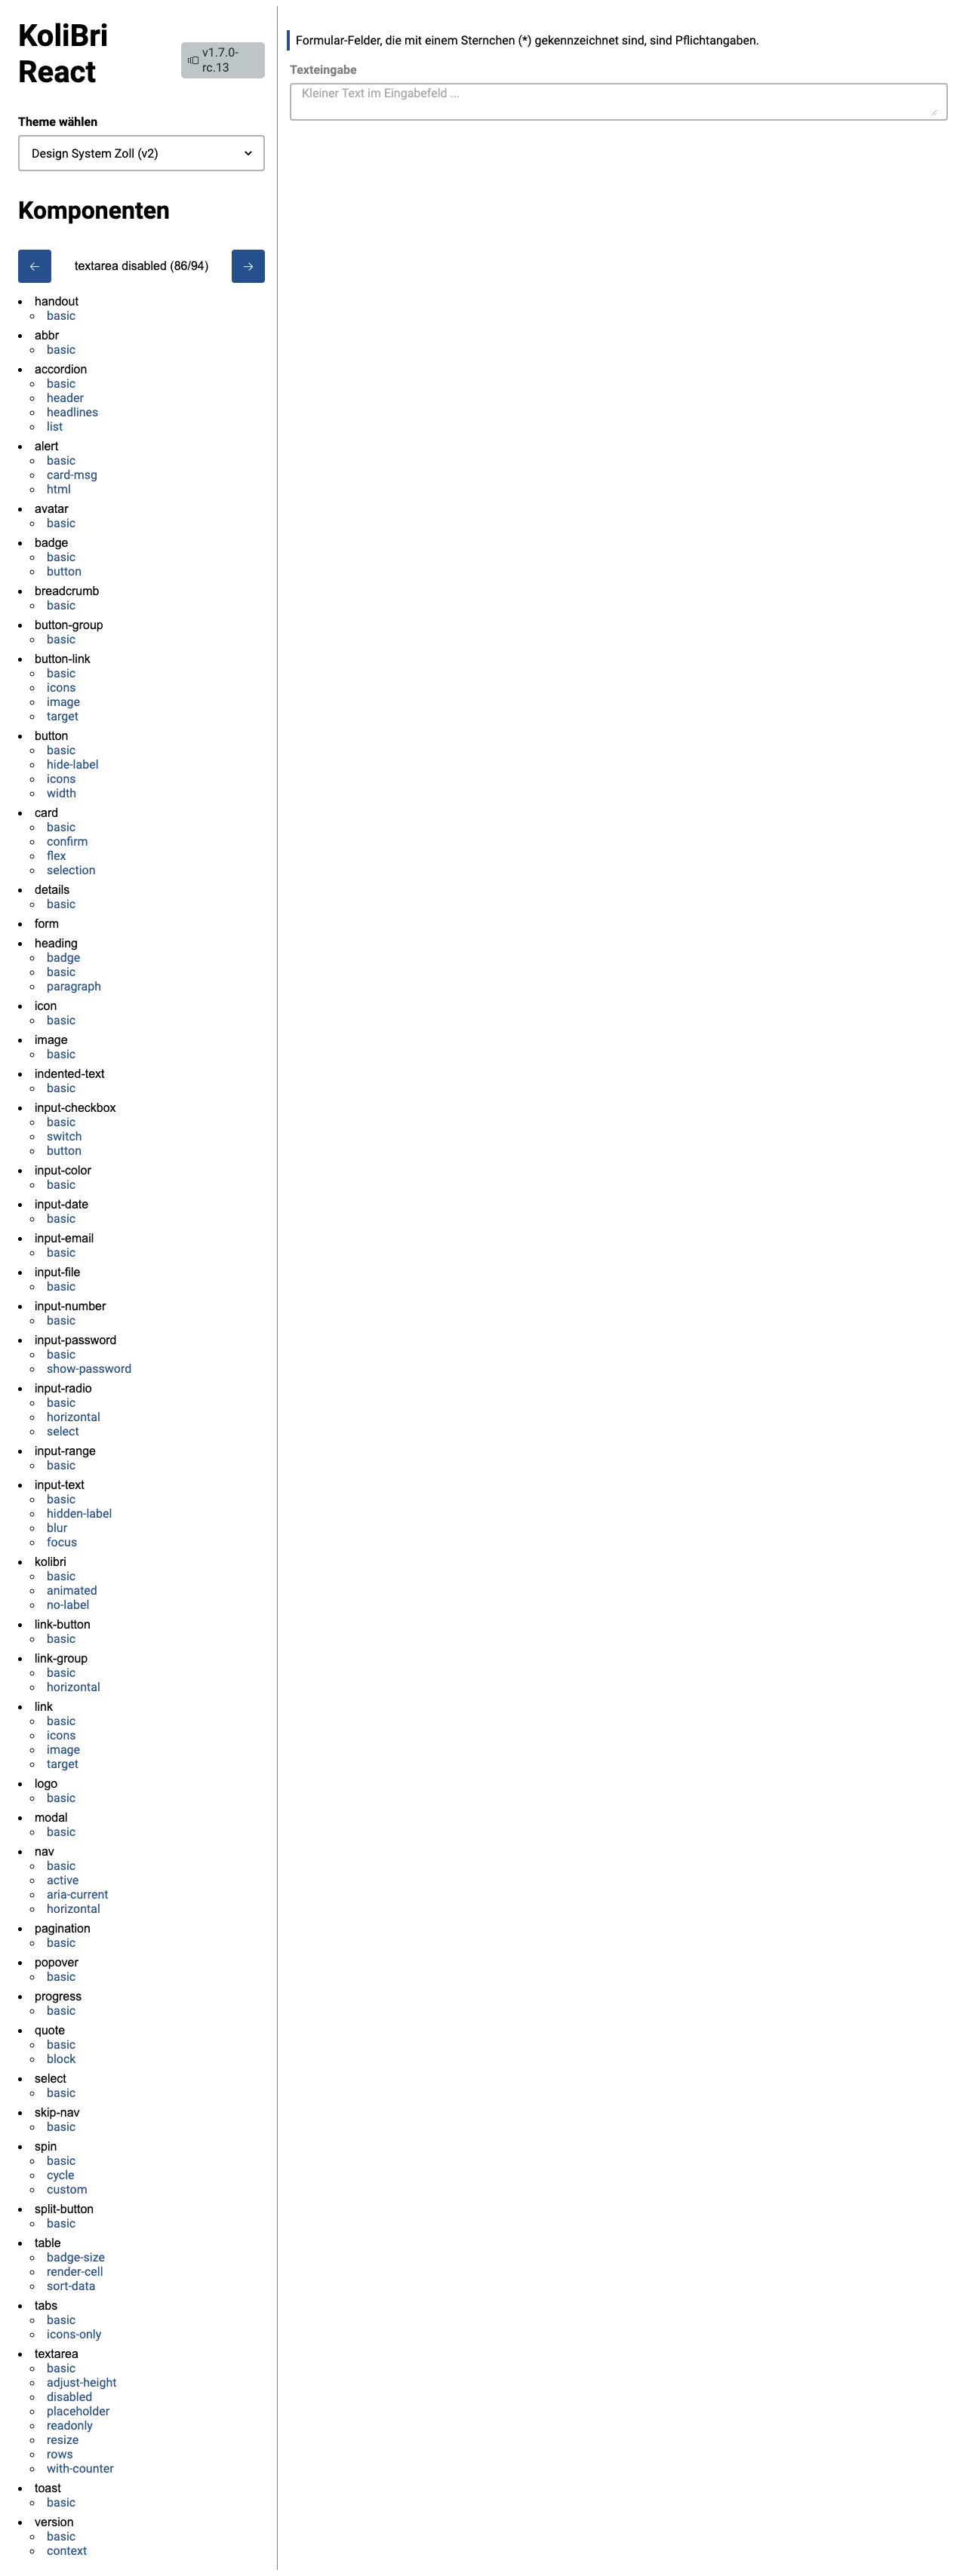 KoliBri
React
v1.7.0-
rc.13
Theme wählen
Design System Zoll (v2)
Komponenten
← textarea disabled (86/94) →
handout
basic
abbr
basic
accordion
basic
header
headlines
list
alert
basic
card-msg
html
avatar
basic
badge
basic
button
breadcrumb
basic
button-group
basic
button-link
basic
icons
image
target
button
basic
hide-label
icons
width
card
basic
confirm
flex
selection
details
basic
form
heading
badge
basic
paragraph
icon
basic
image
basic
indented-text
basic
input-checkbox
basic
switch
button
input-color
basic
input-date
basic
input-email
basic
input-file
basic
input-number
basic
input-password
basic
show-password
input-radio
basic
horizontal
select
input-range
basic
input-text
basic
hidden-label
blur
focus
kolibri
basic
animated
no-label
link-button
basic
link-group
basic
horizontal
link
basic
icons
image
target
logo
basic
modal
basic
nav
basic
active
aria-current
horizontal
pagination
basic
popover
basic
progress
basic
quote
basic
block
select
basic
skip-nav
basic
spin
basic
cycle
custom
split-button
basic
table
badge-size
render-cell
sort-data
tabs
basic
icons-only
textarea
basic
adjust-height
disabled
placeholder
readonly
resize
rows
with-counter
toast
basic
version
basic
context
Formular-Felder, die mit einem Sternchen (*) gekennzeichnet sind, sind Pflichtangaben.
Texteingabe
Kleiner Text im Eingabefeld ...